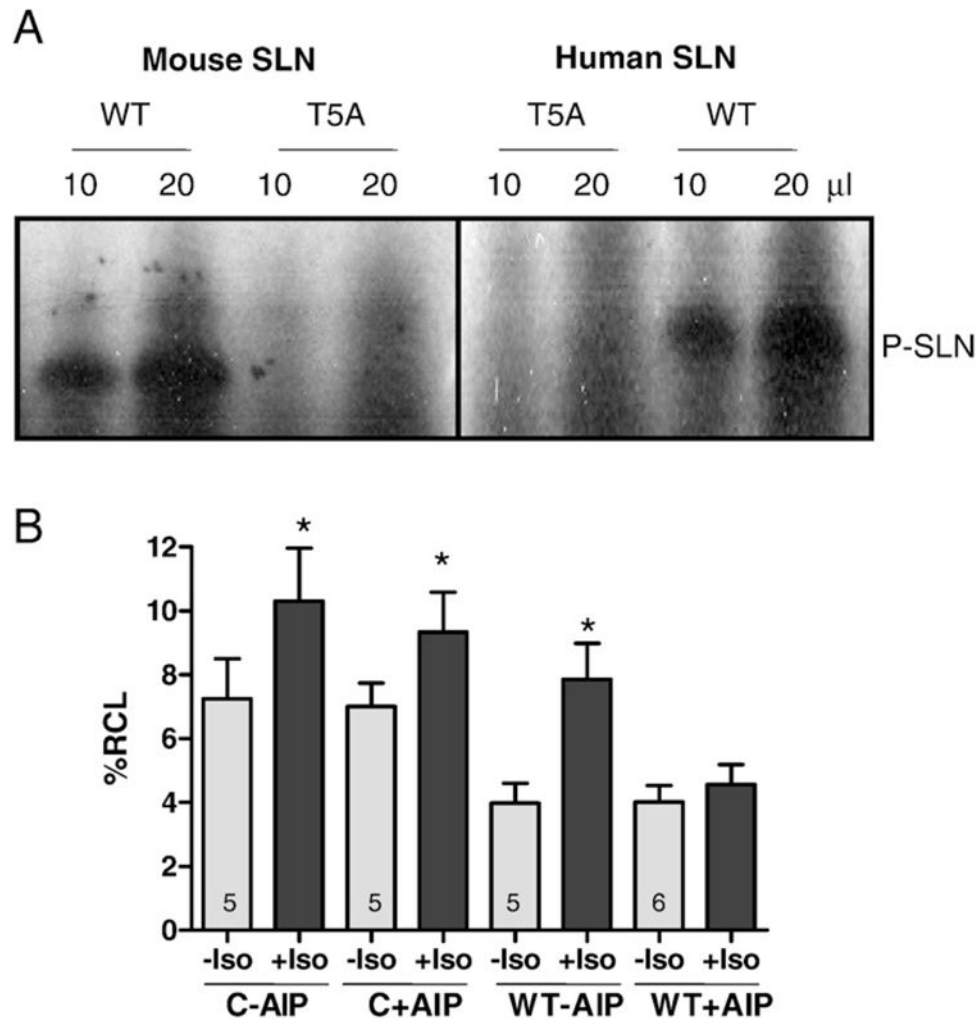 A
Mouse SLN Human SLN
WT T5A T5A WT
10 20 10 20 10 20 10 20 µl
P-SLN
B
* * *
12
10
8
6
4
2
0
%RCL
5 5 5 6
-Iso +Iso -Iso +Iso -Iso +Iso -Iso +Iso
C-AIP C+AIP WT-AIP WT+AIP